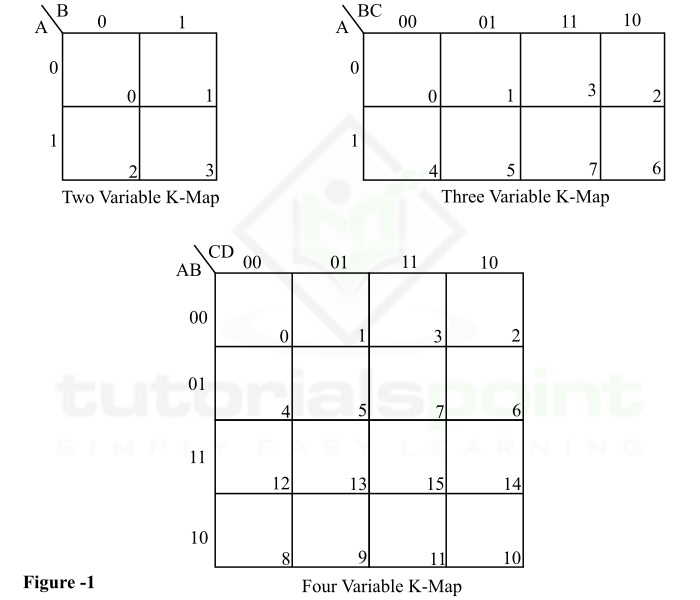 B
A
0 1
0
0 1
1
2 3
Two Variable K-Map
BC
A
00 01 11 10
0
0 1 3 2
1
4 5 7 6
Three Variable K-Map
CD
AB
00 01 11 10
00
0 1 3 2
01
4 5 7 6
11
12 13 15 14
10
8 9 11 10
Four Variable K-Map
Figure -1
tutorialspoint
SIMPLY EASY LEARNING